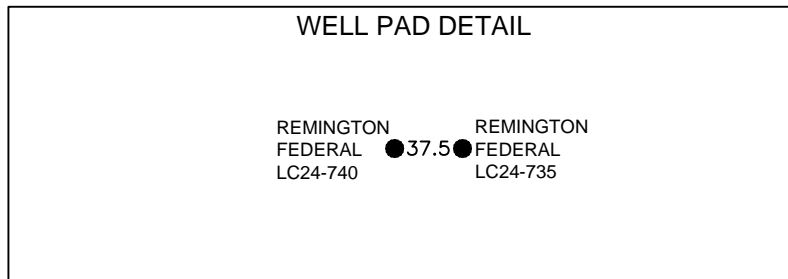 WELL PAD DETAIL
REMINGTON
FEDERAL
LC24-740
37.5
REMINGTON
FEDERAL
LC24-735